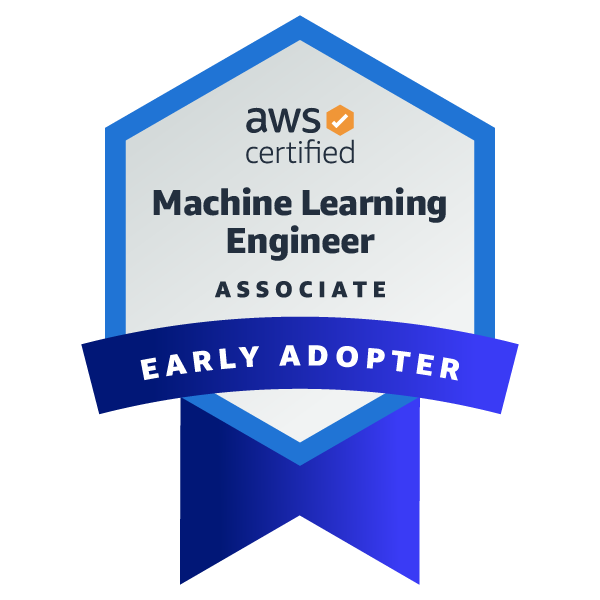 aws
certified
Machine Learning
Engineer
ASSOCIATE
EARLY ADOPTER